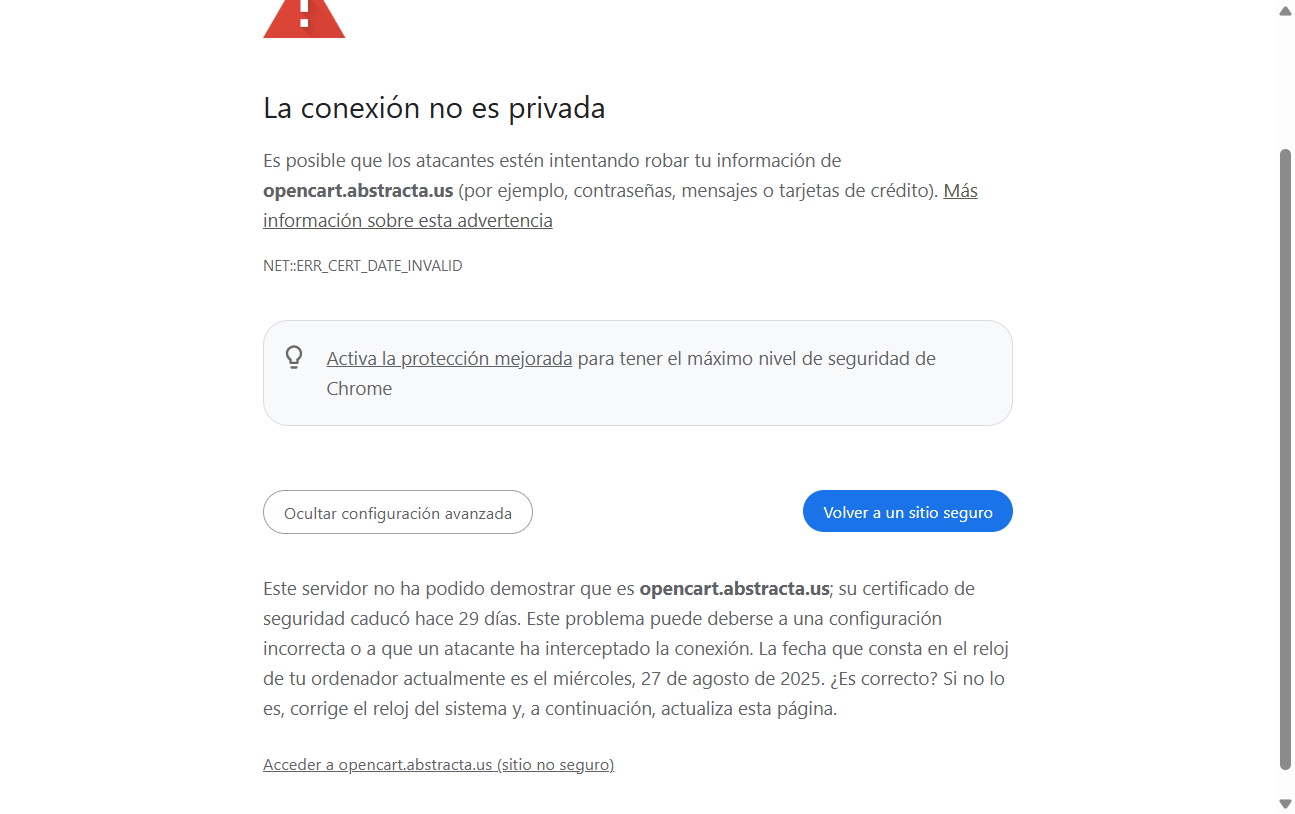 La conexión no es privada
Es posible que los atacantes estén intentando robar tu información de
opencart.abstracta.us (por ejemplo, contraseñas, mensajes o tarjetas de crédito). Más
información sobre esta advertencia
NET::ERR_CERT_DATE_INVALID
Activa la protección mejorada para tener el máximo nivel de seguridad de
Chrome
Ocultar configuración avanzada
Volver a un sitio seguro
Este servidor no ha podido demostrar que es opencart.abstracta.us; su certificado de
seguridad caducó hace 29 días. Este problema puede deberse a una configuración
incorrecta o a que un atacante ha interceptado la conexión. La fecha que consta en el reloj
de tu ordenador actualmente es el miércoles, 27 de agosto de 2025. ¿Es correcto? Si no lo
es, corrige el reloj del sistema y, a continuación, actualiza esta página.
Acceder a opencart.abstracta.us (sitio no seguro)